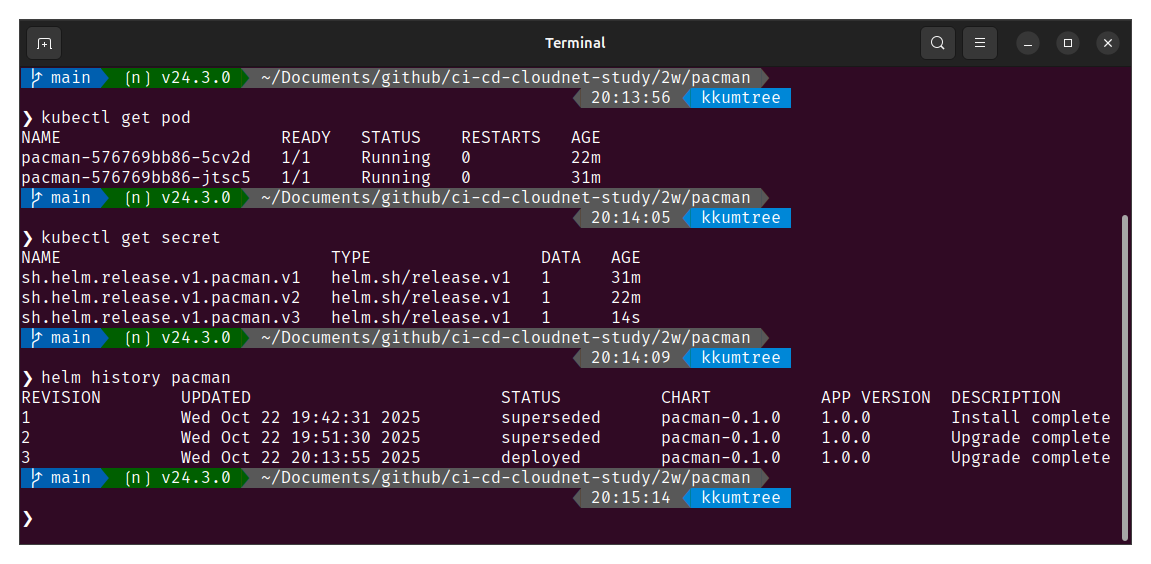 Terminal
main (n) v24.3.0 ~/Documents/github/ci-cd-cloudnet-study/2w/pacman
20:13:56 kkumtree
❯ kubectl get pod
NAME READY STATUS RESTARTS AGE
pacman-576769bb86-5cv2d 1/1 Running 0 22m
pacman-576769bb86-jtsc5 1/1 Running 0 31m
main (n) v24.3.0 ~/Documents/github/ci-cd-cloudnet-study/2w/pacman
20:14:05 kkumtree
❯ kubectl get secret
NAME TYPE DATA AGE
sh.helm.release.v1.pacman.v1 helm.sh/release.v1 1 31m
sh.helm.release.v1.pacman.v2 helm.sh/release.v1 1 22m
sh.helm.release.v1.pacman.v3 helm.sh/release.v1 1 14s
main (n) v24.3.0 ~/Documents/github/ci-cd-cloudnet-study/2w/pacman
20:14:09 kkumtree
❯ helm history pacman
REVISION UPDATED STATUS CHART APP VERSION DESCRIPTION
1 Wed Oct 22 19:42:31 2025 superseded pacman-0.1.0 1.0.0 Install complete
2 Wed Oct 22 19:51:30 2025 superseded pacman-0.1.0 1.0.0 Upgrade complete
3 Wed Oct 22 20:13:55 2025 deployed pacman-0.1.0 1.0.0 Upgrade complete
main (n) v24.3.0 ~/Documents/github/ci-cd-cloudnet-study/2w/pacman
20:15:14 kkumtree
❯